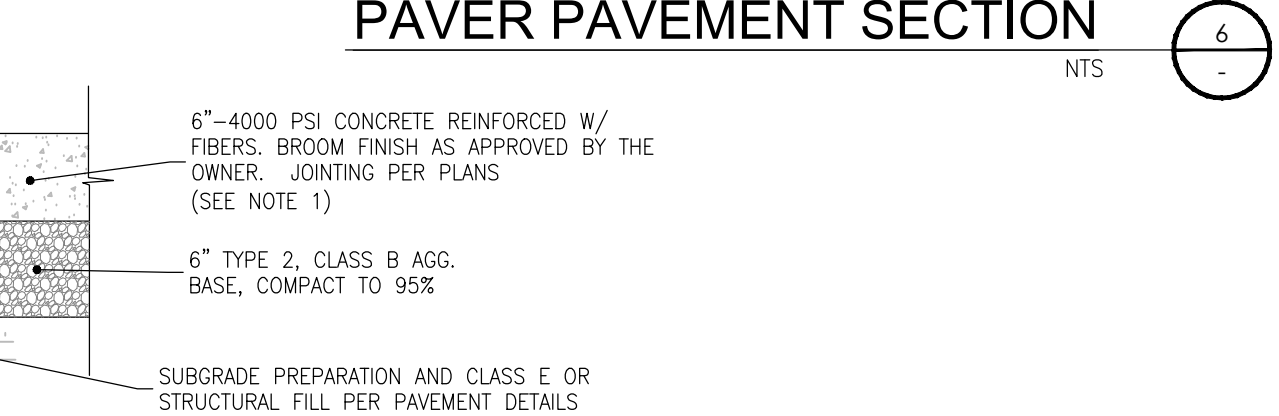 PAVER PAVEMENT SECTION
6
NTS
-
6"-4000 PSI CONCRETE REINFORCED W/
FIBERS. BROOM FINISH AS APPROVED BY THE
OWNER. JOINTING PER PLANS
(SEE NOTE 1)
6" TYPE 2, CLASS B AGG.
BASE, COMPACT TO 95%
SUBGRADE PREPARATION AND CLASS E OR
STRUCTURAL FILL PER PAVEMENT DETAILS